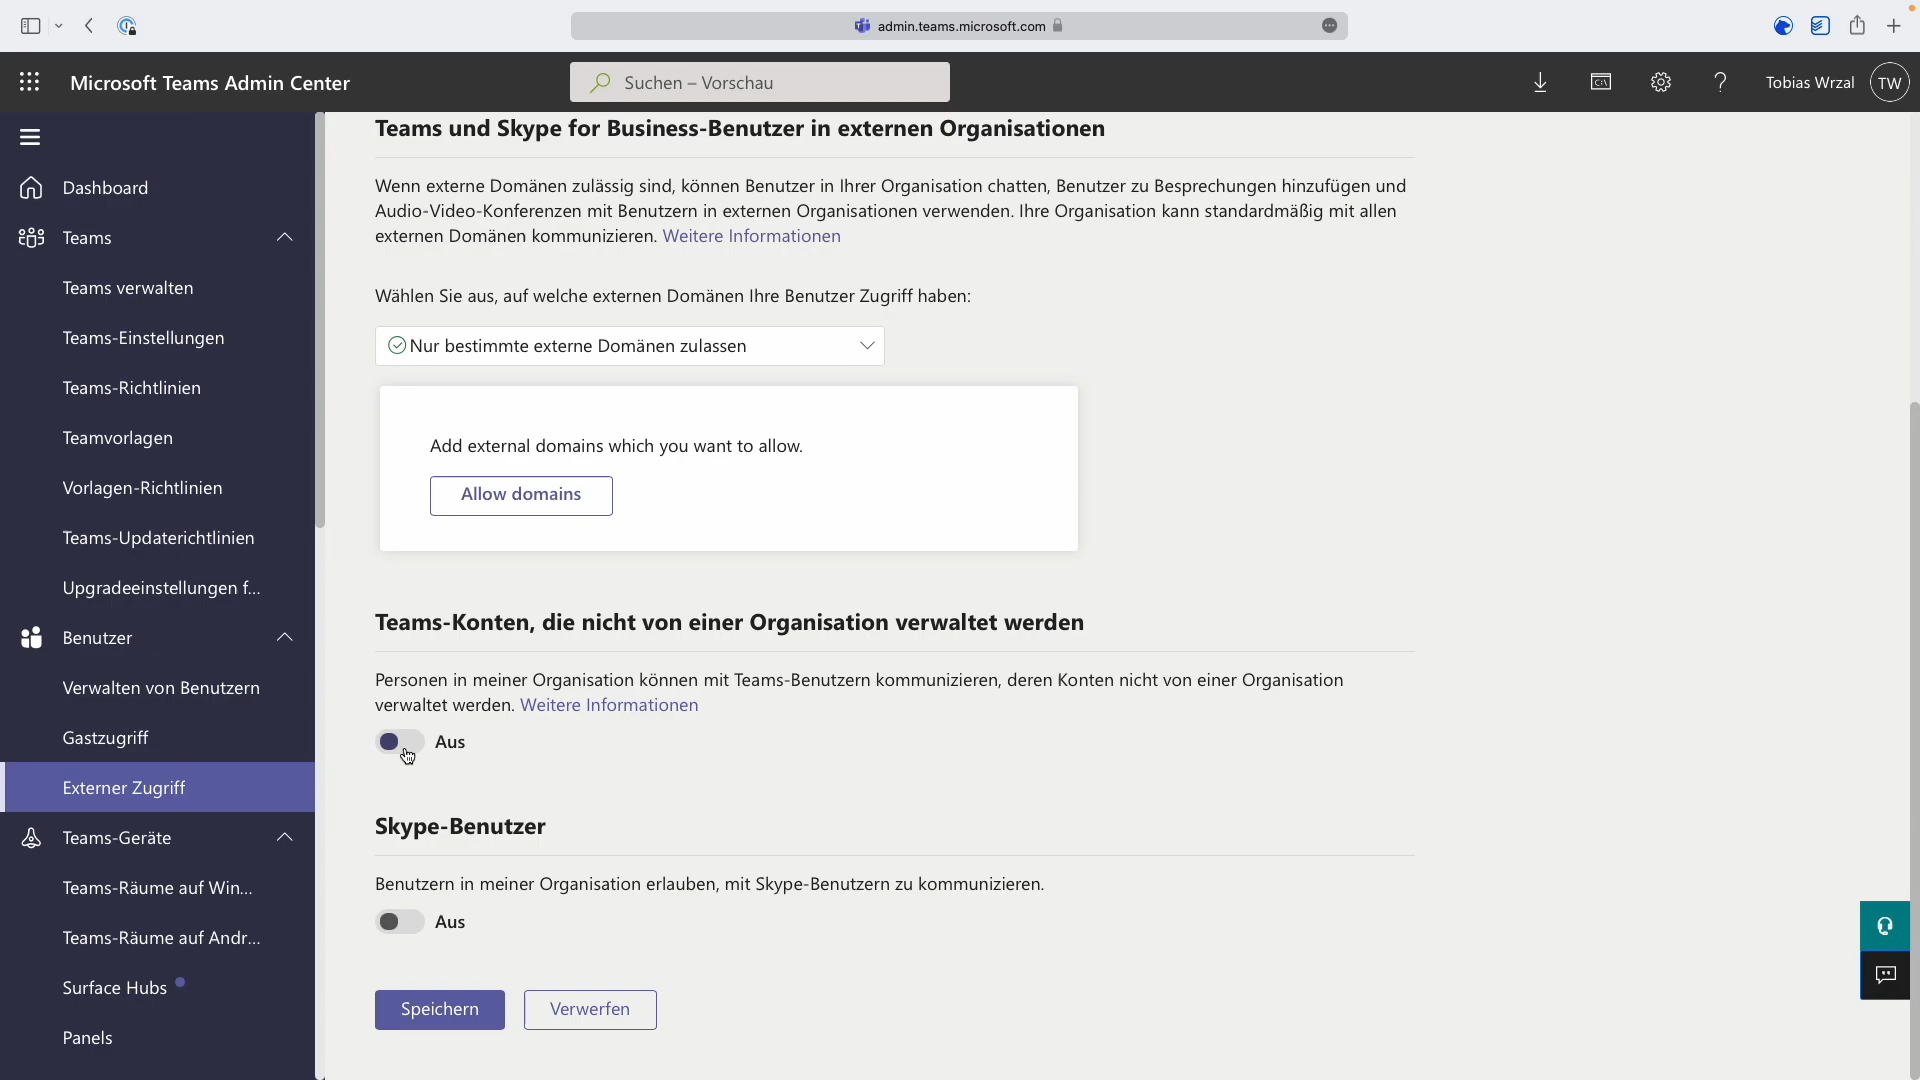 admin.teams.microsoft.com
Microsoft Teams Admin Center
Suchen – Vorschau
Tobias Wrzal
TW
Dashboard
Teams
Teams verwalten
Teams-Einstellungen
Teams-Richtlinien
Teamvorlagen
Vorlagen-Richtlinien
Teams-Updaterichtlinien
Upgradeeinstellungen f...
Benutzer
Verwalten von Benutzern
Gastzugriff
Externer Zugriff
Teams-Geräte
Teams-Räume auf Win...
Teams-Räume auf Andr...
Surface Hubs
Panels
Teams und Skype for Business-Benutzer in externen Organisationen
Wenn externe Domänen zulässig sind, können Benutzer in Ihrer Organisation chatten, Benutzer zu Besprechungen hinzufügen und
Audio-Video-Konferenzen mit Benutzern in externen Organisationen verwenden. Ihre Organisation kann standardmäßig mit allen
externen Domänen kommunizieren. Weitere Informationen
Wählen Sie aus, auf welche externen Domänen Ihre Benutzer Zugriff haben:
Nur bestimmte externe Domänen zulassen
Add external domains which you want to allow.
Allow domains
Teams-Konten, die nicht von einer Organisation verwaltet werden
Personen in meiner Organisation können mit Teams-Benutzern kommunizieren, deren Konten nicht von einer Organisation
verwaltet werden. Weitere Informationen
Aus
Skype-Benutzer
Benutzern in meiner Organisation erlauben, mit Skype-Benutzern zu kommunizieren.
Aus
Speichern
Verwerfen